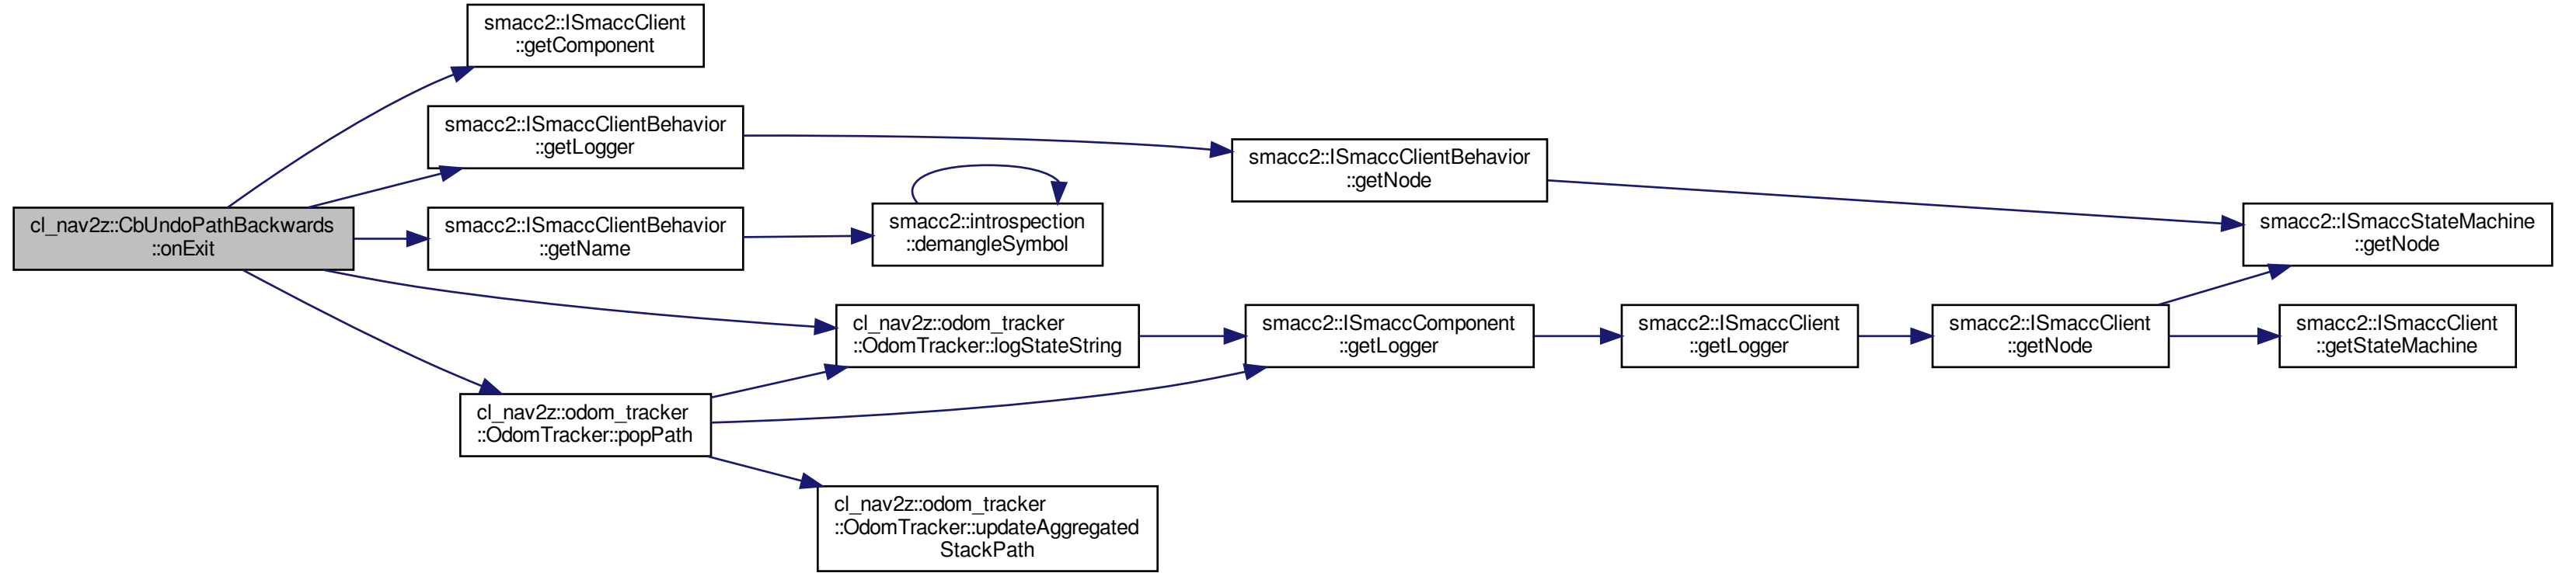 smacc2::ISmaccClient
::getComponent
smacc2::ISmaccClientBehavior
::getLogger
smacc2::ISmaccClientBehavior
::getNode
cl_nav2z::CbUndoPathBackwards
::onExit
smacc2::ISmaccClientBehavior
::getName
smacc2::introspection
::demangleSymbol
smacc2::ISmaccStateMachine
::getNode
cl_nav2z::odom_tracker
::OdomTracker::logStateString
smacc2::ISmaccComponent
::getLogger
smacc2::ISmaccClient
::getLogger
smacc2::ISmaccClient
::getNode
smacc2::ISmaccClient
::getStateMachine
cl_nav2z::odom_tracker
::OdomTracker::popPath
cl_nav2z::odom_tracker
::OdomTracker::updateAggregated
StackPath